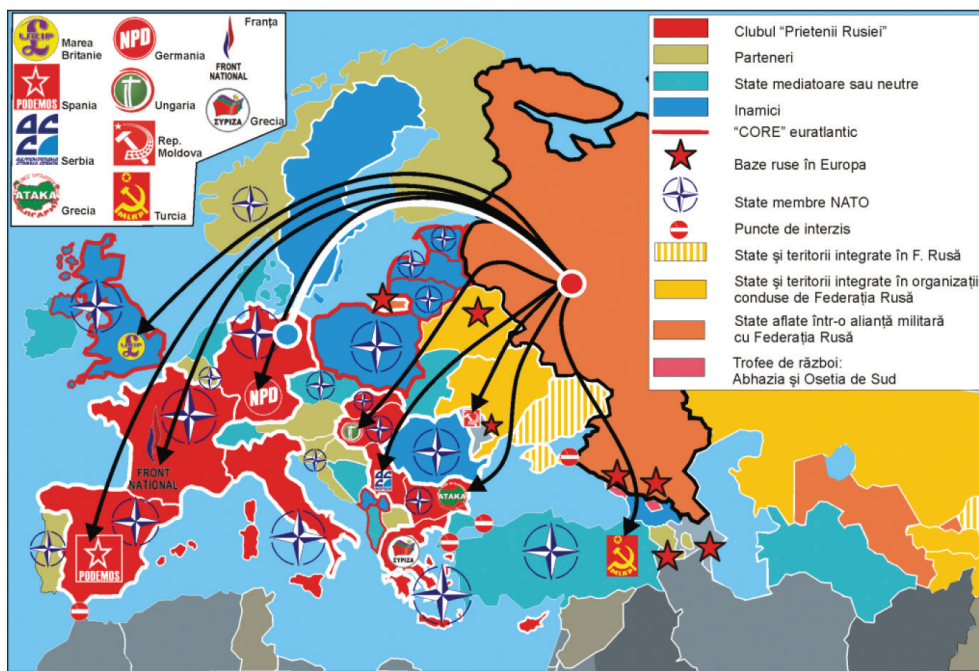 UKIP
Marea
Britanie
NPD
Germania
Franța
FRONT
NATIONAL
PODEMOS
Spania
Ungaria
ΣΥΡΙΖΑ
Grecia
Serbia
Rep.
Moldova
ATAKA
Grecia
MLKP
Turcia
Clubul “Prietenii Rusiei”
Parteneri
State mediatoare sau neutre
Inamici
“CORE” euratlantic
Baze ruse în Europa
State membre NATO
Puncte de interzis
State și teritorii integrate în F. Rusă
State și teritorii integrate în organizații
conduse de Federația Rusă
State aflate într-o alianță militară
cu Federația Rusă
Trofee de război:
Abhazia și Osetia de Sud
NPD
FRONT
NATIONAL
ATAKA
ΣΥΡΙΖΑ
PODEMOS
MLKP